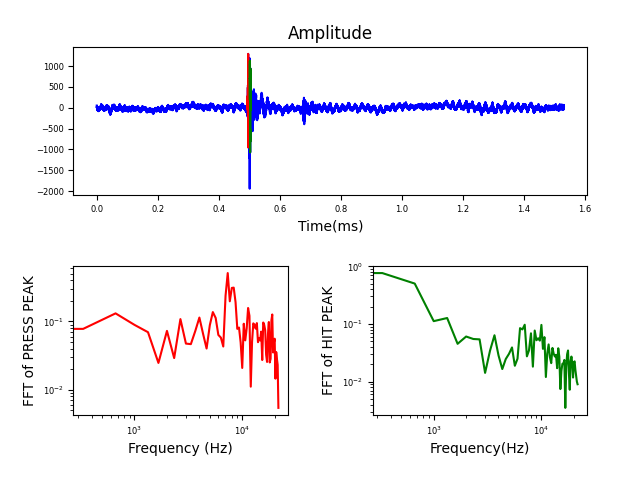 Amplitude
1000
500
0
−500
−1000
−1500
−2000
0.0 0.2 0.4 0.6 0.8 1.0 1.2 1.4 1.6
Time(ms)
FFT of PRESS PEAK
10⁻¹
10⁻²
10³ 10⁴
Frequency (Hz)
FFT of HIT PEAK
10⁰
10⁻¹
10⁻²
10³ 10⁴
Frequency(Hz)